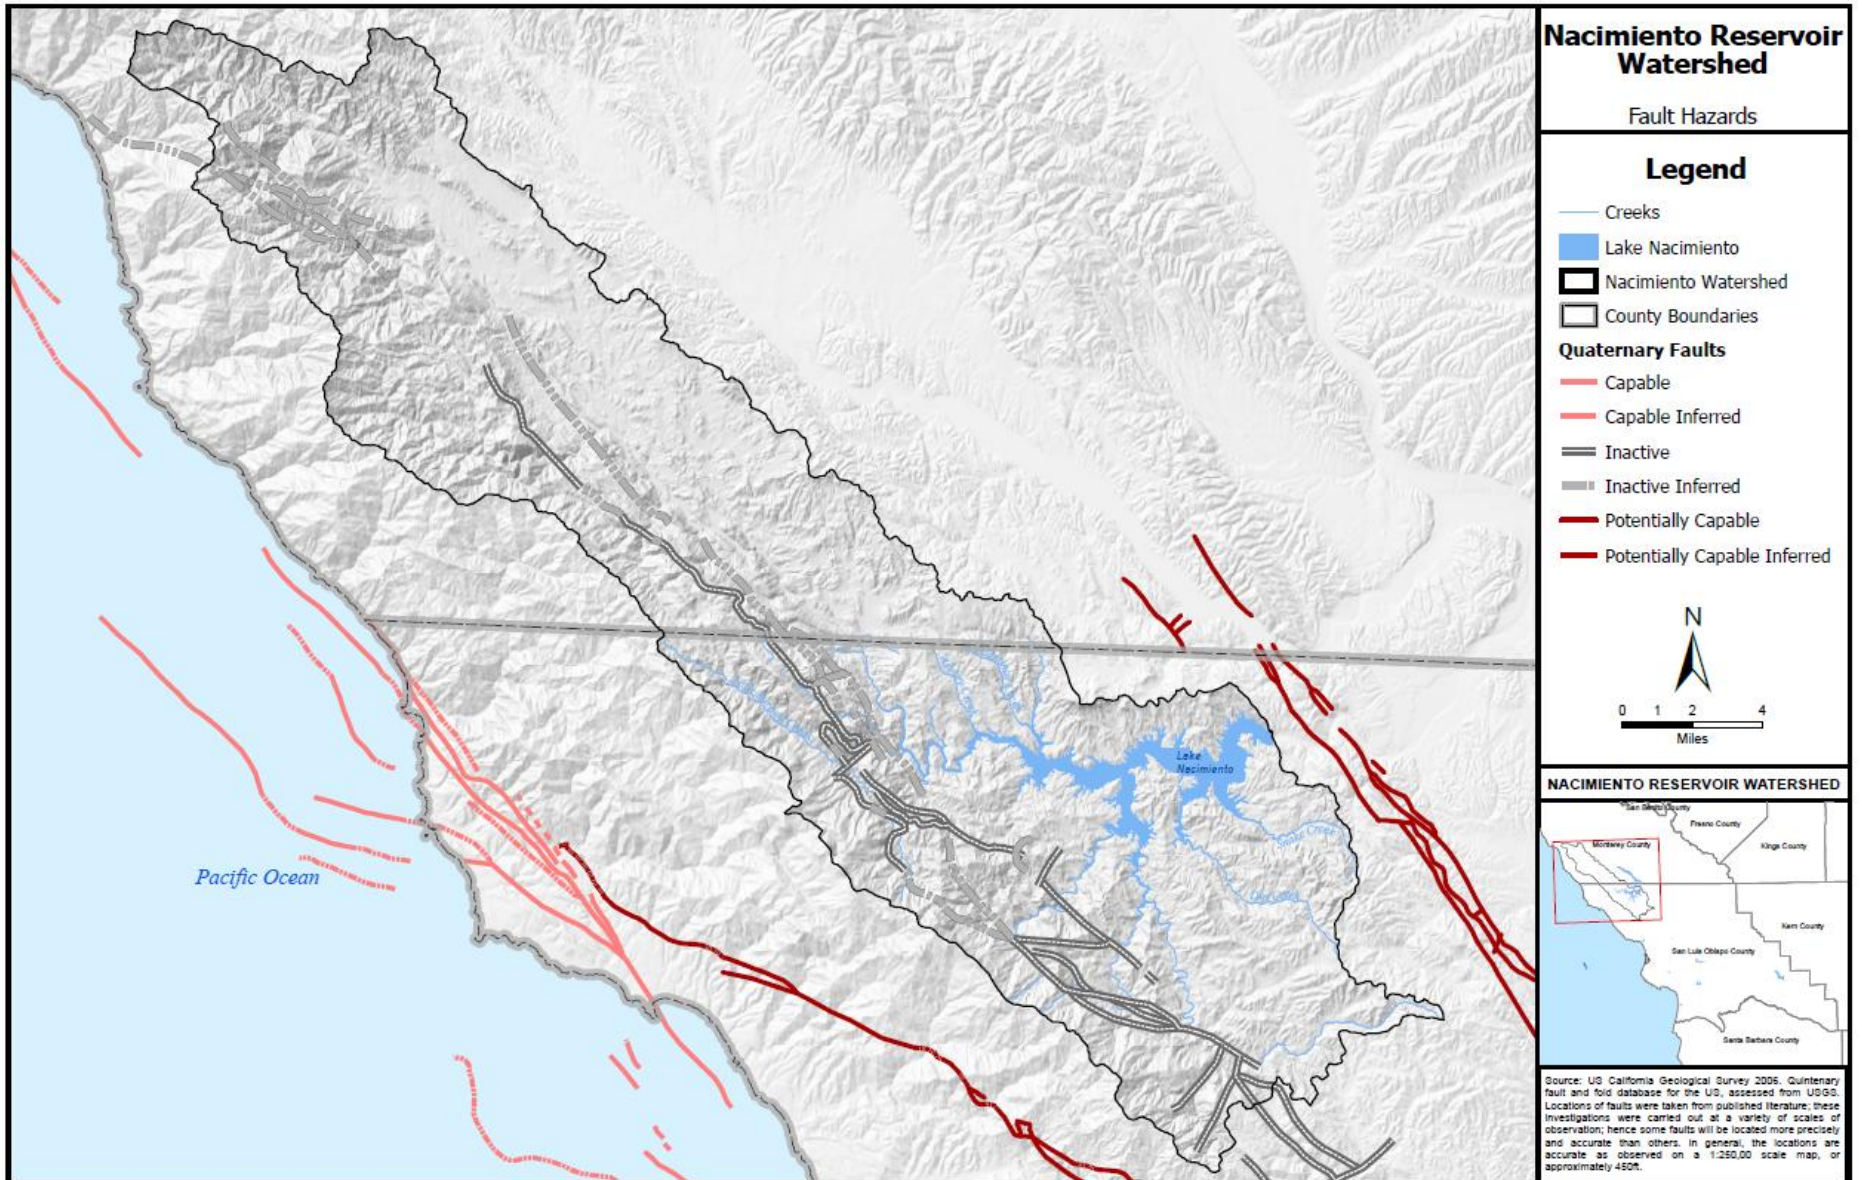 Nacimiento Reservoir
Watershed
Fault Hazards
Legend
Creeks
Lake Nacimiento
Nacimiento Watershed
County Boundaries
Quaternary Faults
Capable
Capable Inferred
Inactive
Inactive Inferred
Potentially Capable
Potentially Capable Inferred
N
0 1 2 4
Miles
NACIMIENTO RESERVOIR WATERSHED
San Benito County
Fresno County
Monterey County
Kings County
Kern County
San Luis Obispo County
Santa Barbara County
Source: US California Geological Survey 2006. Quintenary
fault and fold database for the US, assessed from USGS.
Locations of faults were taken from published literature; these
investigations were carried out at a variety of scales of
observation; hence some faults will be located more precisely
and accurate than others. In general, the locations are
accurate as observed on a 1:250,00 scale map, or
approximately 450ft.
Lake
Nacimiento
Snake Creek
Pacific Ocean